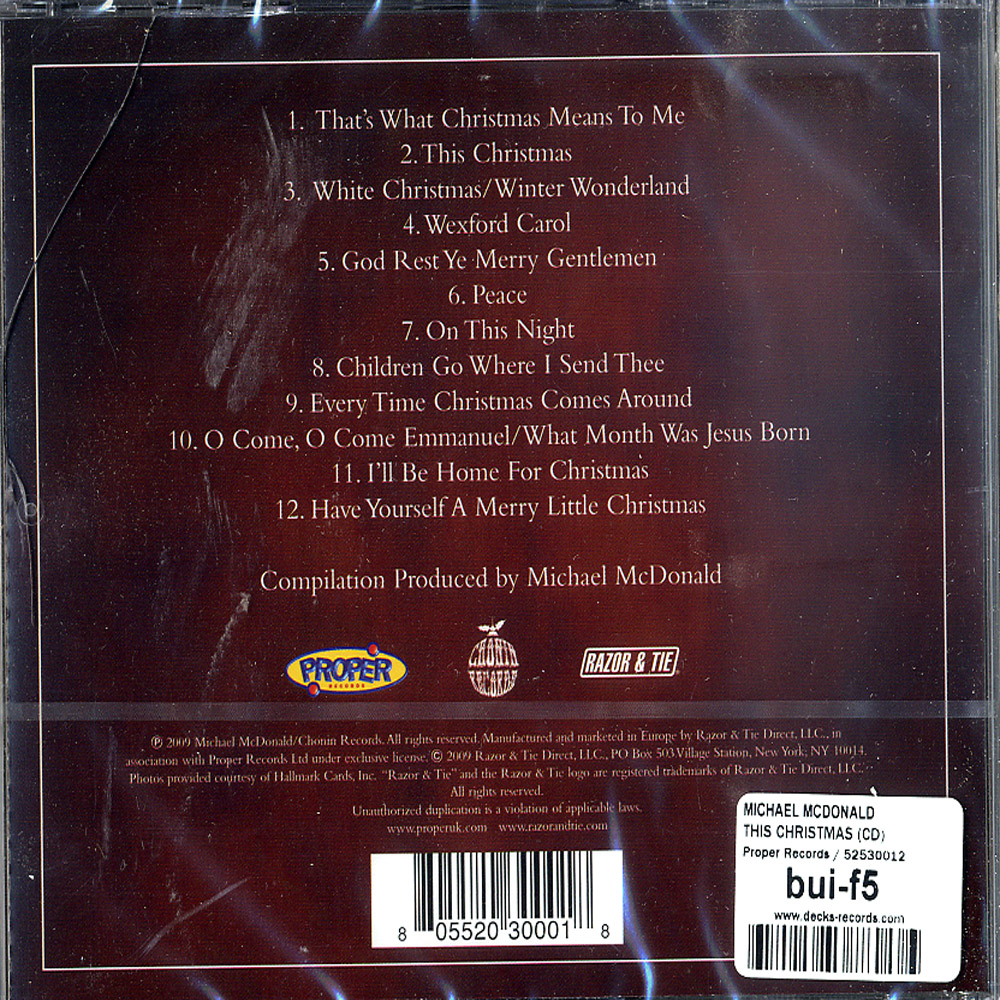 1. That's What Christmas Means To Me
2. This Christmas
3. White Christmas/Winter Wonderland
4. Wexford Carol
5. God Rest Ye Merry Gentlemen
6. Peace
7. On This Night
8. Children Go Where I Send Thee
9. Every Time Christmas Comes Around
10. O Come, O Come Emmanuel/What Month Was Jesus Born
11. I'll Be Home For Christmas
12. Have Yourself A Merry Little Christmas
Compilation Produced by Michael McDonald
PROPER
RECORDS
CHONIN
RECORDS
RAZOR & TIE
℗ 2009 Michael McDonald/Chonin Records. All rights reserved. Manufactured and marketed in Europe by Razor & Tie Direct, LLC., in
association with Proper Records Ltd under exclusive license. © 2009 Razor & Tie Direct, LLC., PO Box 503 Village Station, New York, NY 10014.
Photos provided courtesy of Hallmark Cards, Inc. "Razor & Tie" and the Razor & Tie logo are registered trademarks of Razor & Tie Direct, LLC.
All rights reserved.
Unauthorized duplication is a violation of applicable laws.
www.properuk.com www.razorandtie.com
8 05520 30001 8
MICHAEL MCDONALD
THIS CHRISTMAS (CD)
Proper Records / 52530012
bui-f5
www.decks-records.com